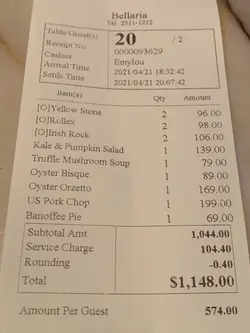 Bellaria
Tel 2511-1212
Table/Guest(s) 20 / 2
Receipt No 0000093629
Cashier Emylou
Arrival Time 2021/04/21 18:32:42
Settle Time 2021/04/21 20:07:42
Item(s) Qty Amount
[O]Yellow Stone 2 96.00
[O]Rollex 2 98.00
[O]Irish Rock 2 106.00
Kale & Pumpkin Salad 1 139.00
Truffle Mushroom Soup 1 79.00
Oyster Bisque 1 89.00
Oyster Orzetto 1 169.00
US Pork Chop 1 199.00
Banoffee Pie 1 69.00
Subtotal Amt 1,044.00
Service Charge 104.40
Rounding -0.40
Total $1,148.00
Amount Per Guest 574.00